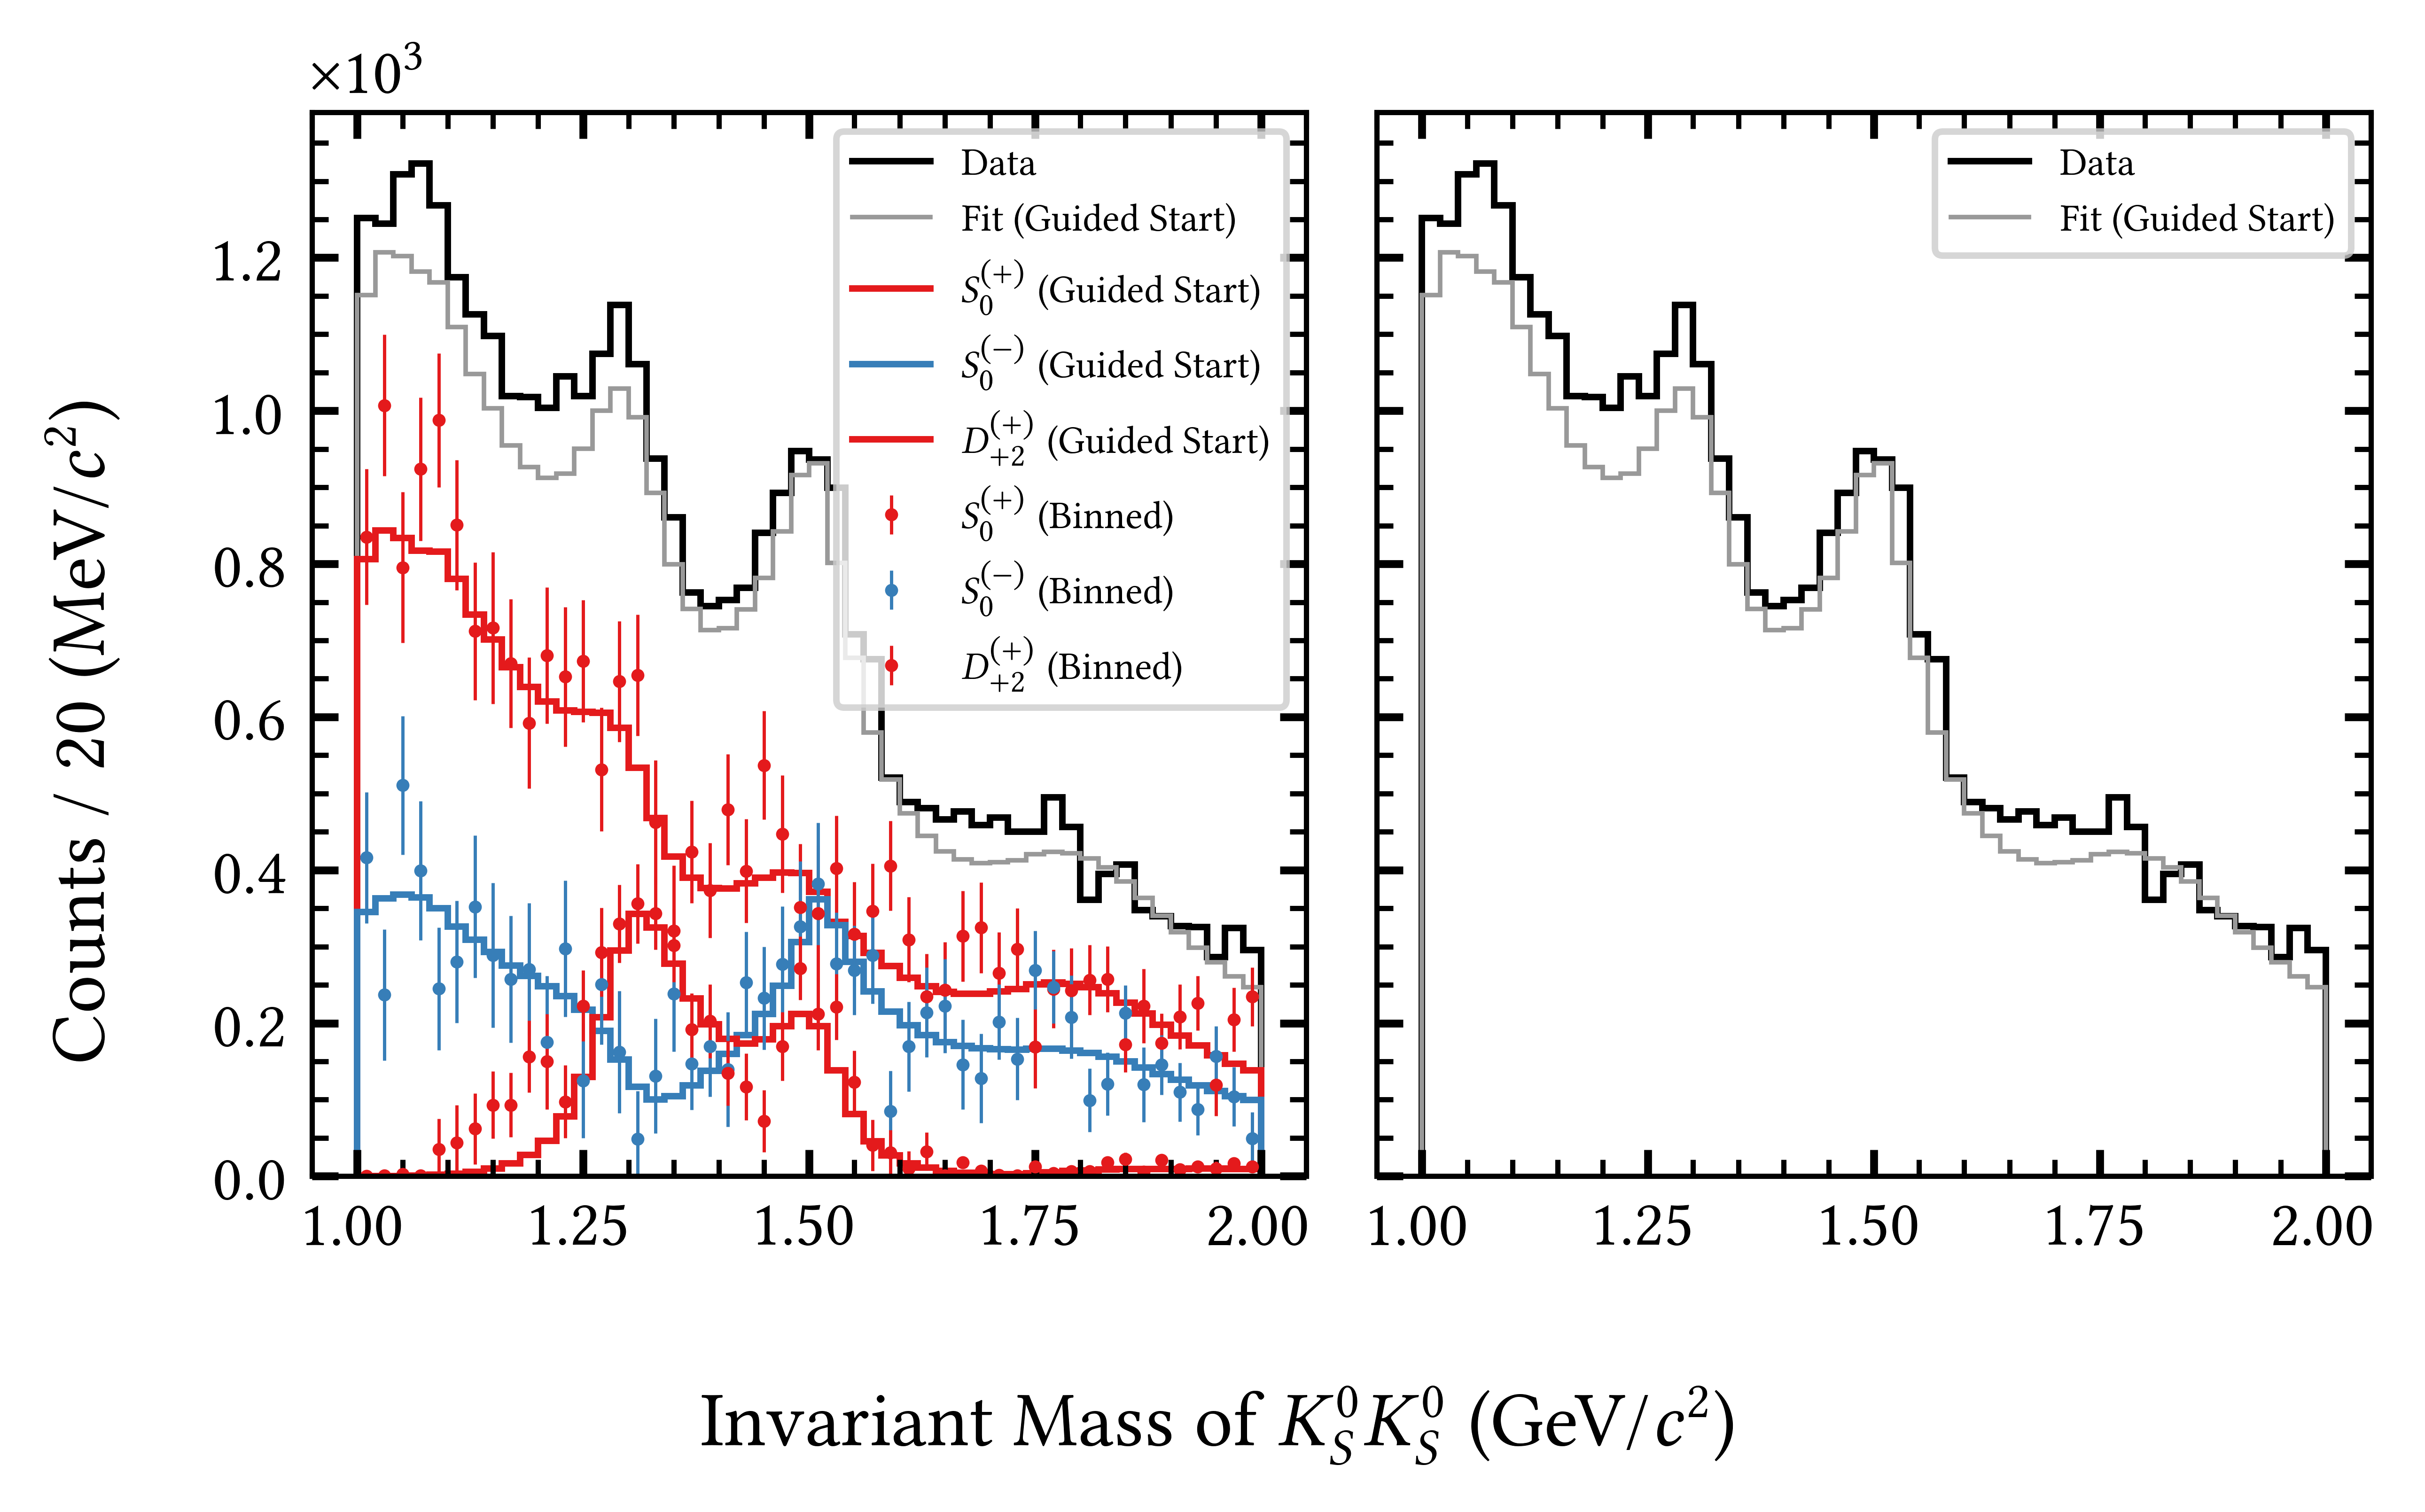 ×10³
Counts / 20 (MeV/c²)
1.2
1.0
0.8
0.6
0.4
0.2
0.0
Data
Fit (Guided Start)
S₀⁽⁺⁾ (Guided Start)
S₀⁽⁻⁾ (Guided Start)
D₊₂⁽⁺⁾ (Guided Start)
S₀⁽⁺⁾ (Binned)
S₀⁽⁻⁾ (Binned)
D₊₂⁽⁺⁾ (Binned)
1.00 1.25 1.50 1.75 2.00
Data
Fit (Guided Start)
1.00 1.25 1.50 1.75 2.00
Invariant Mass of K_S⁰K_S⁰ (GeV/c²)